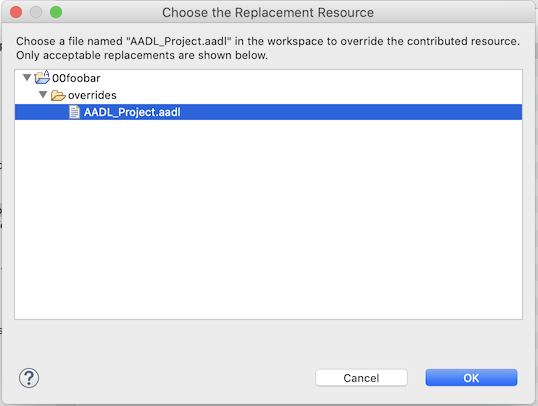 Choose the Replacement Resource
Choose a file named "AADL_Project.aadl" in the workspace to override the contributed resource.
Only acceptable replacements are shown below.
00foobar
overrides
AADL_Project.aadl
?
Cancel
OK